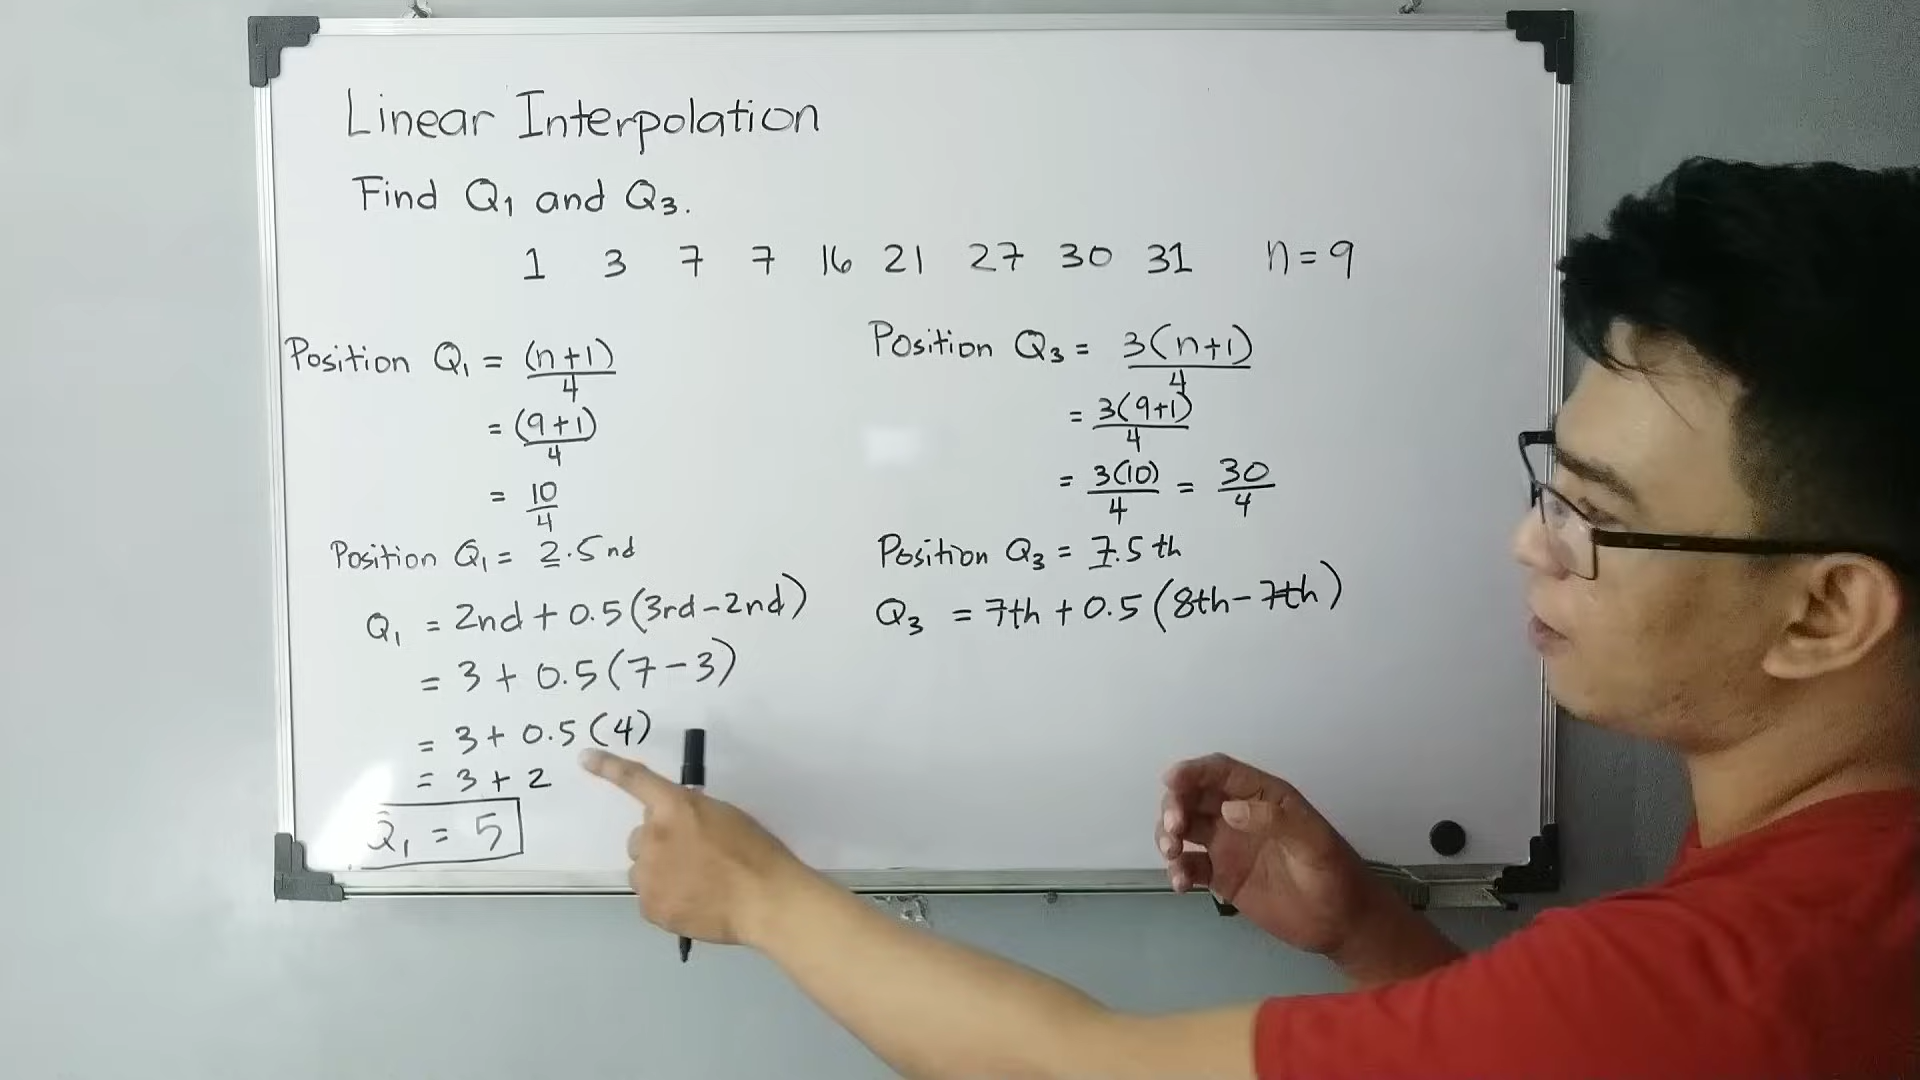 Linear Interpolation
Find Q₁ and Q₃.
1 3 7 7 16 21 27 30 31 n = 9
Position Q₁ = (n+1)/4
= (9+1)/4
= 10/4
Position Q₁ = 2.5nd
Q₁ = 2nd + 0.5(3rd-2nd)
= 3 + 0.5(7-3)
= 3 + 0.5(4)
= 3 + 2
Q₁ = 5
Position Q₃ = 3(n+1)/4
= 3(9+1)/4
= 3(10)/4 = 30/4
Position Q₃ = 7.5th
Q₃ = 7th + 0.5(8th-7th)